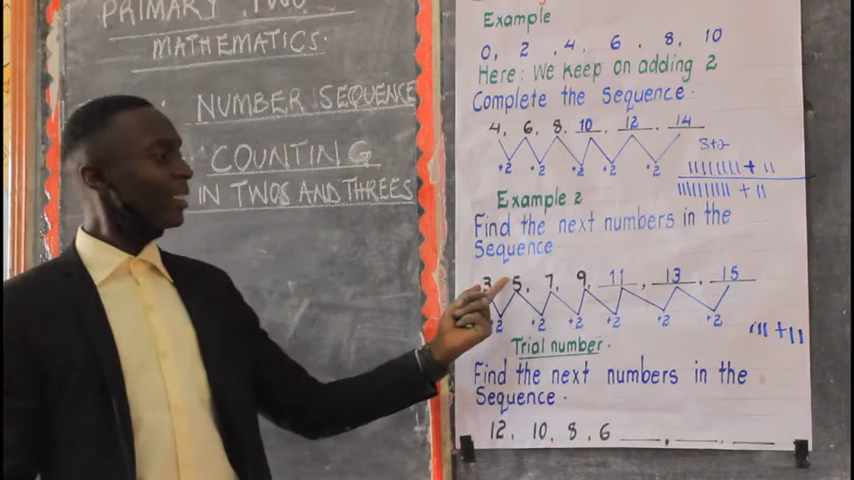 PRIMARY TWO
MATHEMATICS.
NUMBER SEQUENCE
COUNTING
IN TWOS AND THREES
Example
0, 2, 4, 6, 8, 10
Here: We keep on adding 2
Complete the Sequence.
4, 6, 8, 10, 12, 14
+2 +2 +2 +2 +2
Example 2
Find the next numbers in the
Sequence
3 5, 7, 9, 11, 13, 15
+2 +2 +2 +2 +2 +2
Trial number.
Find the next numbers in the
Sequence.
12, 10, 8, 6 ___, ___, ___